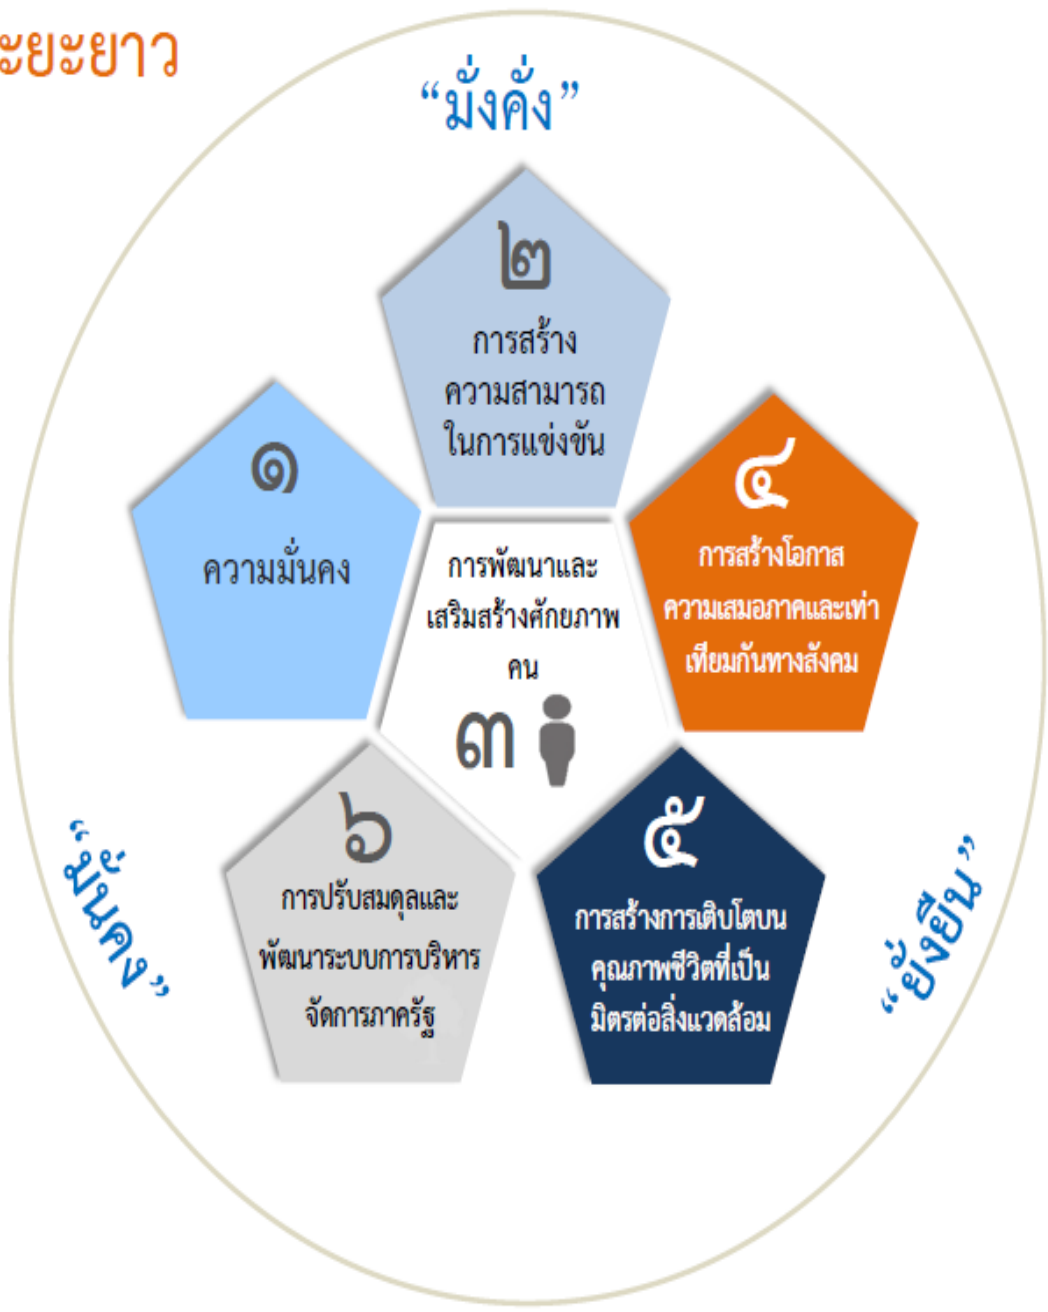 ะยะยาว
“มั่งคั่ง”
๒
การสร้าง
ความสามารถ
ในการแข่งขัน
๑
ความมั่นคง
๔
การสร้างโอกาส
ความเสมอภาคและเท่า
เทียมกันทางสังคม
การพัฒนาและ
เสริมสร้างศักยภาพ
คน
๓
๖
การปรับสมดุลและ
พัฒนาระบบการบริหาร
จัดการภาครัฐ
๕
การสร้างการเติบโตบน
คุณภาพชีวิตที่เป็น
มิตรต่อสิ่งแวดล้อม
“มั่นคง”
“ยั่งยืน”